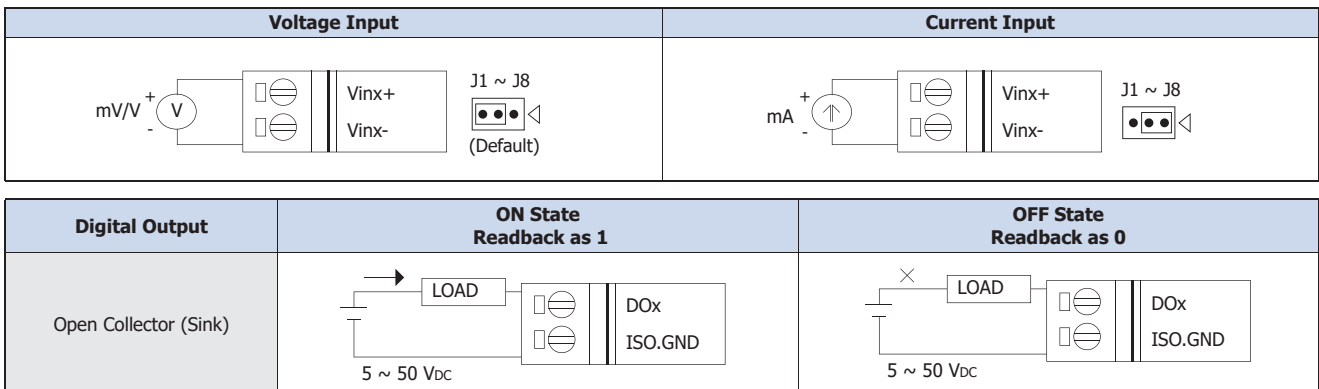 Voltage Input
Current Input
mV/V
+
V
-
Vinx+
Vinx-
J1 ~ J8
(Default)
mA
+
-
Vinx+
Vinx-
J1 ~ J8
Digital Output
ON State
Readback as 1
OFF State
Readback as 0
Open Collector (Sink)
LOAD
DOx
ISO.GND
5 ~ 50 VDC
LOAD
DOx
ISO.GND
5 ~ 50 VDC